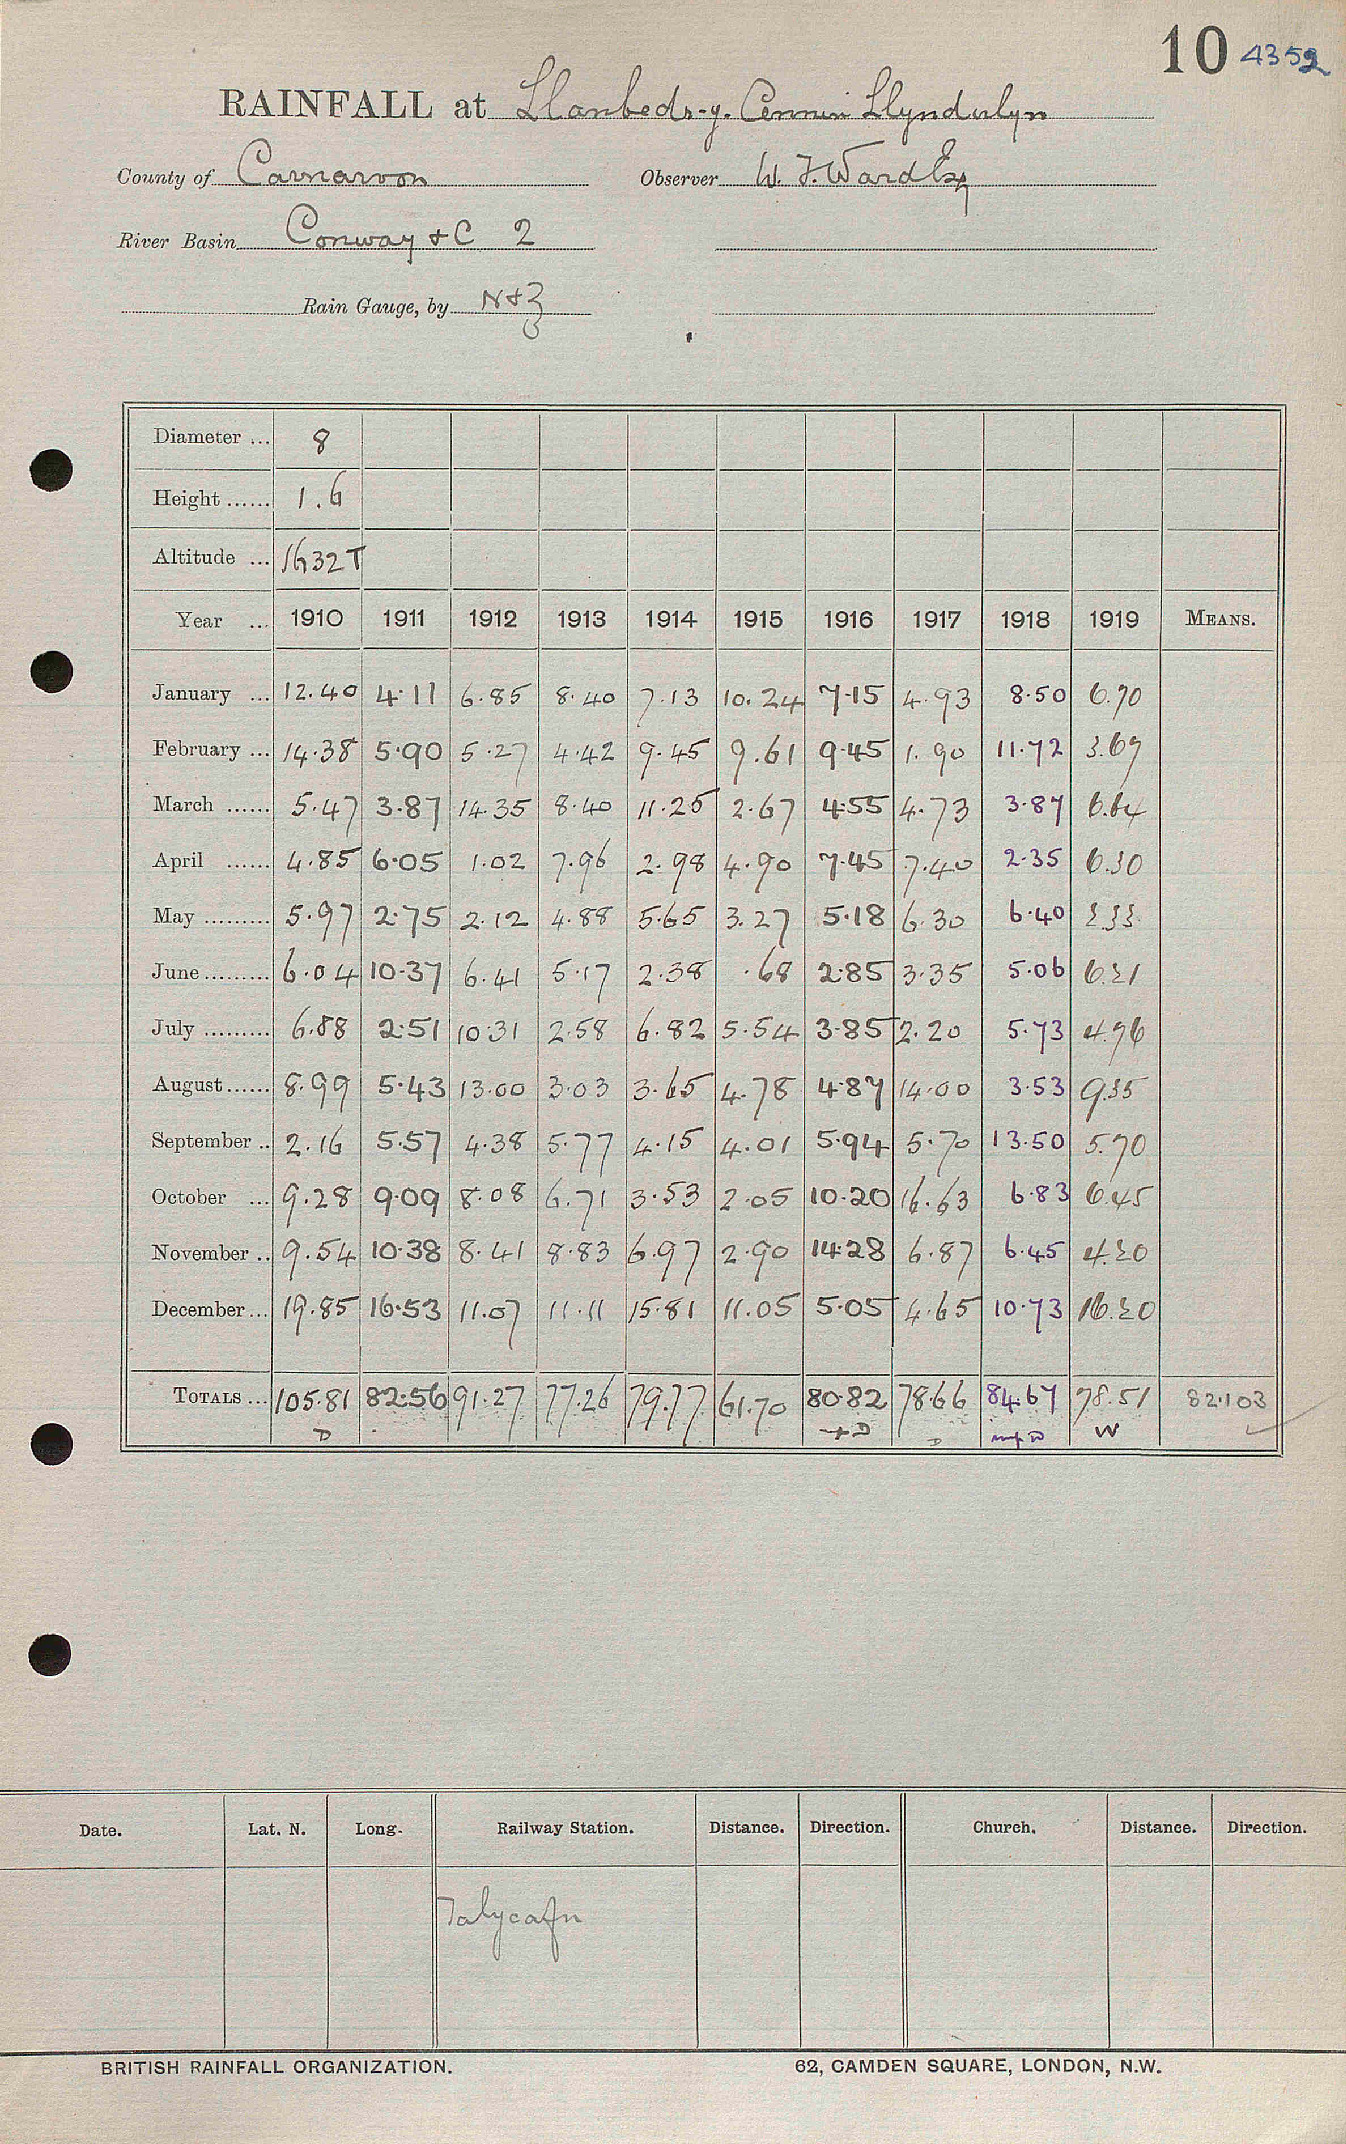 10 4352
RAINFALL at Llanbedr-y-Cennin Llyndulyn
County of Carnarvon Observer W. F. Ward Esq
River Basin Conway & C 2
Rain Gauge, by N+Z
Diameter ... 8
Height ...... 1.6
Altitude ... 1632T
Year ... 1910 1911 1912 1913 1914 1915 1916 1917 1918 1919 MEANS.
January ... 12.40 4.11 6.85 8.40 7.13 10.24 7.15 4.93 8.50 6.70
February ... 14.38 5.90 5.27 4.42 9.45 9.61 9.45 1.90 11.72 3.67
March ...... 5.47 3.87 14.35 8.40 11.25 2.67 4.55 4.73 3.87 6.64
April ...... 4.85 6.05 1.02 7.96 2.98 4.90 7.45 7.40 2.35 6.30
May ......... 5.97 2.75 2.12 4.88 5.65 3.27 5.18 6.30 6.40 2.33
June ......... 6.04 10.37 6.41 5.17 2.38 .68 2.85 3.35 5.06 6.21
July ......... 6.88 2.51 10.31 2.58 6.82 5.54 3.85 2.20 5.73 4.96
August ...... 8.99 5.43 13.00 3.03 3.65 4.78 4.87 14.00 3.53 9.35
September .. 2.16 5.57 4.38 5.77 4.15 4.01 5.94 5.70 13.50 5.70
October ... 9.28 9.09 8.08 6.71 3.53 2.05 10.20 16.63 6.83 6.45
November .. 9.54 10.38 8.41 8.83 6.97 2.90 14.28 6.87 6.45 4.20
December ... 19.85 16.53 11.07 11.11 15.81 11.05 5.05 4.65 10.73 16.20
TOTALS ... 105.81 82.56 91.27 77.26 79.77 61.70 80.82 78.66 84.67 78.51 82.103
D +D D W
Date. Lat. N. Long. Railway Station. Distance. Direction. Church. Distance. Direction.
Talycafn
BRITISH RAINFALL ORGANIZATION. 62, CAMDEN SQUARE, LONDON, N.W.